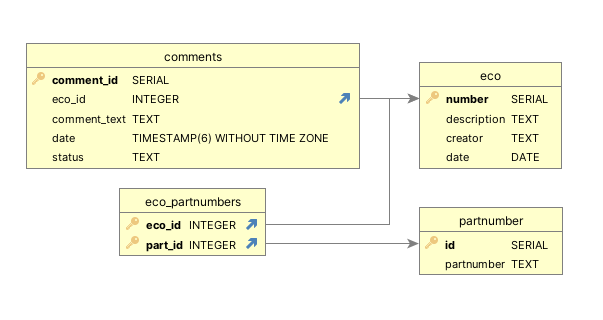 comments
comment_id SERIAL
eco_id INTEGER
comment_text TEXT
date TIMESTAMP(6) WITHOUT TIME ZONE
status TEXT
eco
number SERIAL
description TEXT
creator TEXT
date DATE
eco_partnumbers
eco_id INTEGER
part_id INTEGER
partnumber
id SERIAL
partnumber TEXT